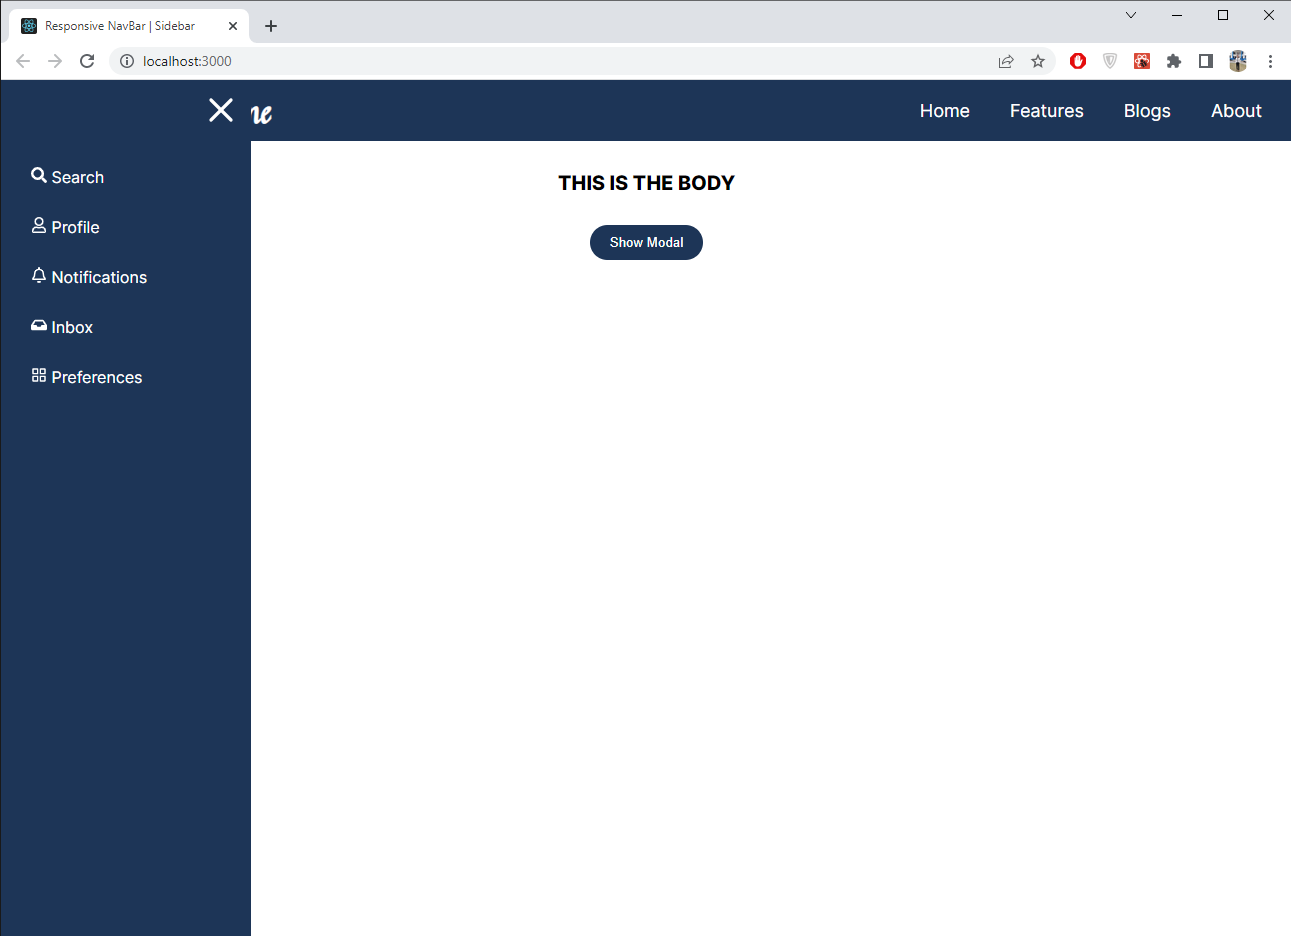 Responsive NavBar | Sidebar
localhost:3000
Home Features Blogs About
Search
Profile
Notifications
Inbox
Preferences
THIS IS THE BODY
Show Modal